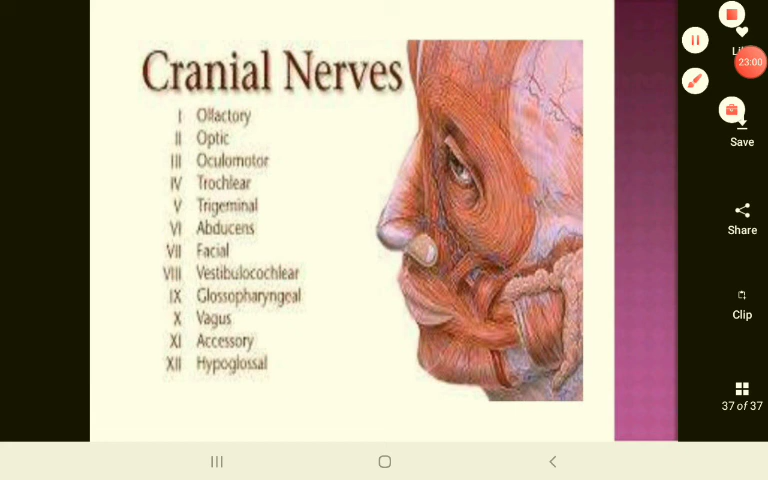 Cranial Nerves
I Olfactory
II Optic
III Oculomotor
IV Trochlear
V Trigeminal
VI Abducens
VII Facial
VIII Vestibulocochlear
IX Glossopharyngeal
X Vagus
XI Accessory
XII Hypoglossal
23:00
Save
Share
Clip
37 of 37